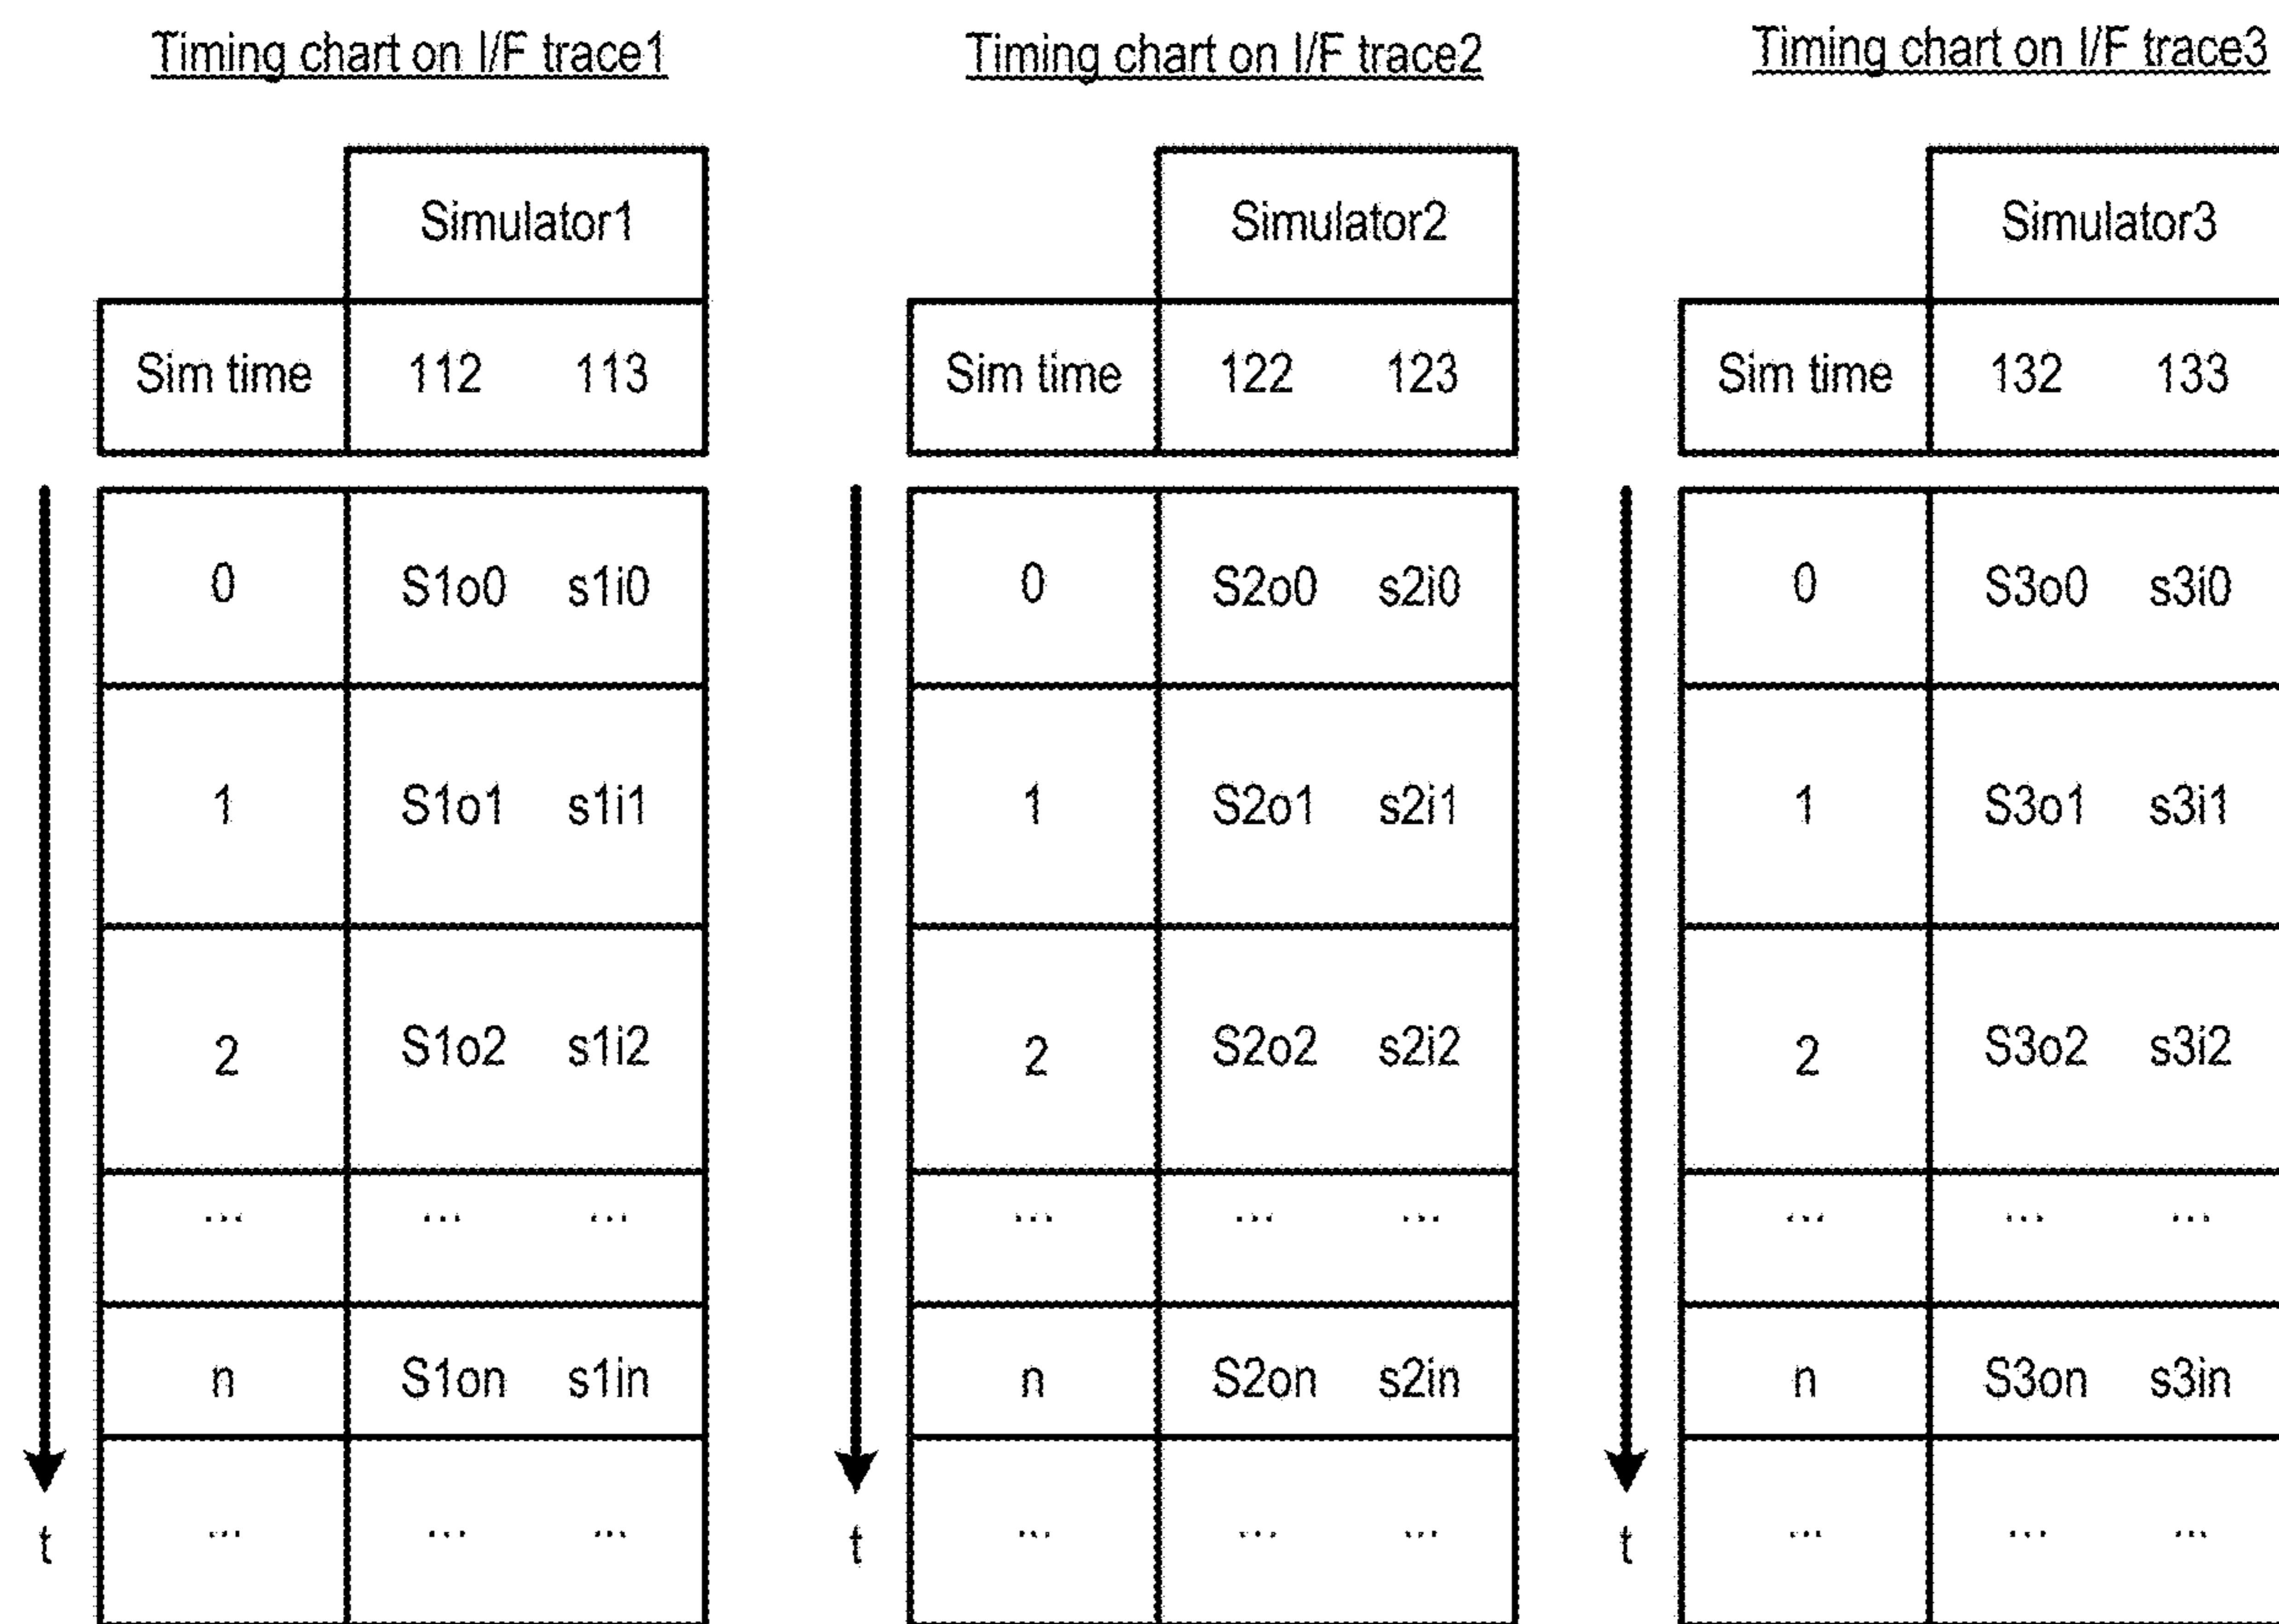 Timing chart on I/F trace1
Simulator1
Sim time 112 113
0 S1o0 s1i0
1 S1o1 s1i1
2 S1o2 s1i2
... ... ...
n S1on s1in
... ... ...
t
Timing chart on I/F trace2
Simulator2
Sim time 122 123
0 S2o0 s2i0
1 S2o1 s2i1
2 S2o2 s2i2
... ... ...
n S2on s2in
... ... ...
t
Timing chart on I/F trace3
Simulator3
Sim time 132 133
0 S3o0 s3i0
1 S3o1 s3i1
2 S3o2 s3i2
... ... ...
n S3on s3in
... ... ...
t